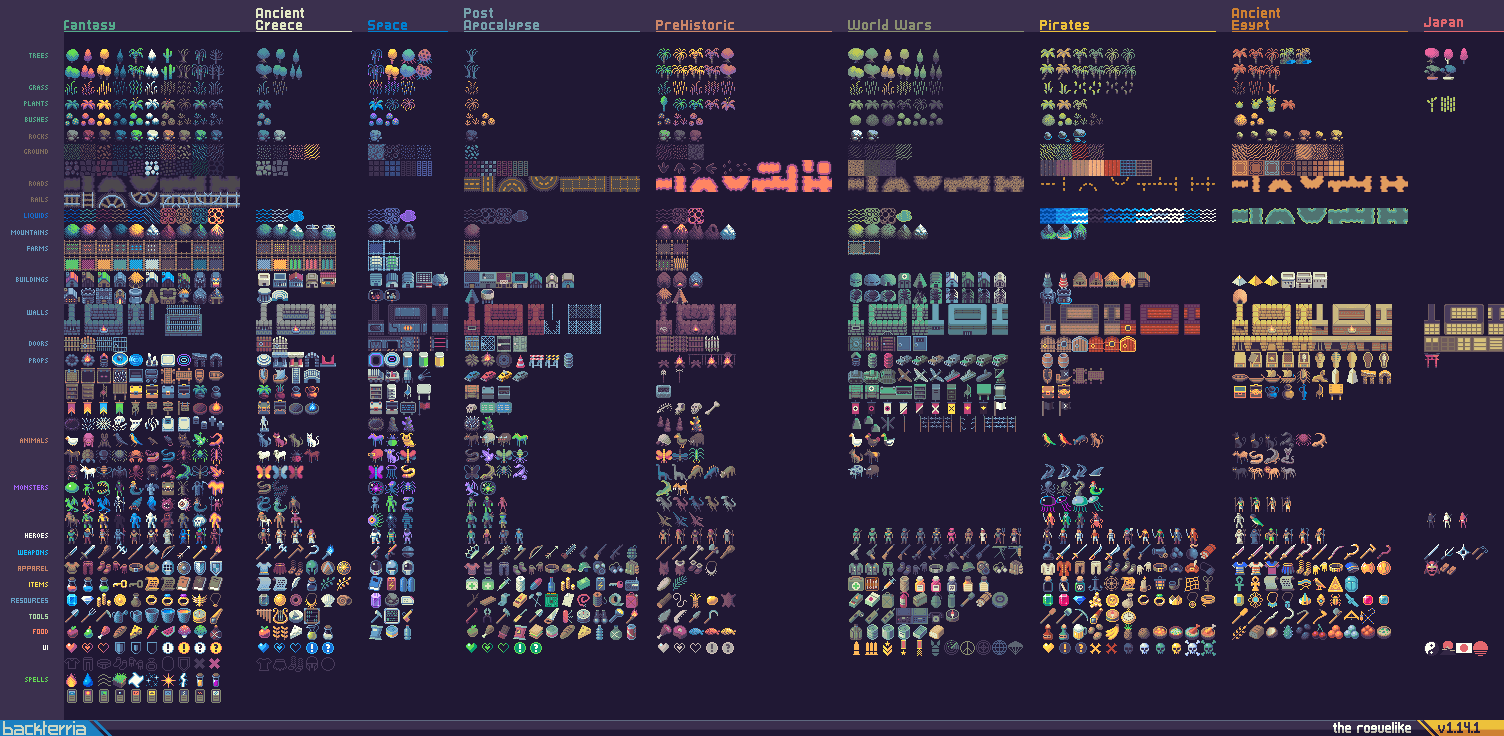 Fantasy
Ancient
Greece
Space
Post
Apocalypse
PreHistoric
World Wars
Pirates
Ancient
Egypt
Japan
TREES
GRASS
PLANTS
BUSHES
ROCKS
GROUND
ROADS
RAILS
LIQUIDS
MOUNTAINS
FARMS
BUILDINGS
WALLS
DOORS
PROPS
ANIMALS
MONSTERS
HEROES
WEAPONS
APPAREL
ITEMS
RESOURCES
TOOLS
FOOD
UI
SPELLS
backterria
the roguelike
v1.14.1